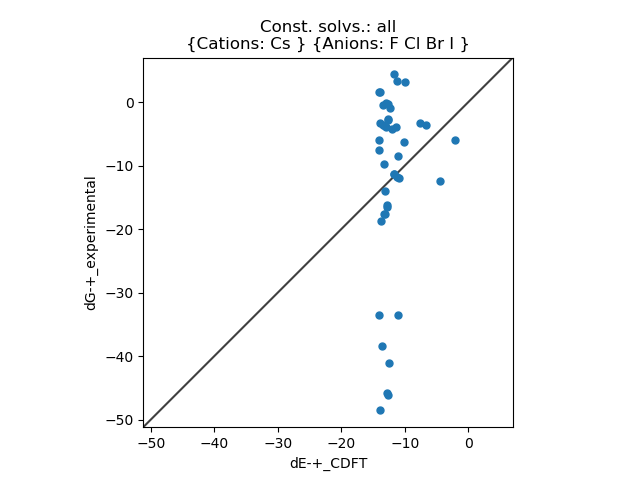 Const. solvs.: all
{Cations: Cs } {Anions: F Cl Br I }
dG-+_experimental
0
−10
−20
−30
−40
−50
−50 −40 −30 −20 −10 0
dE-+_CDFT